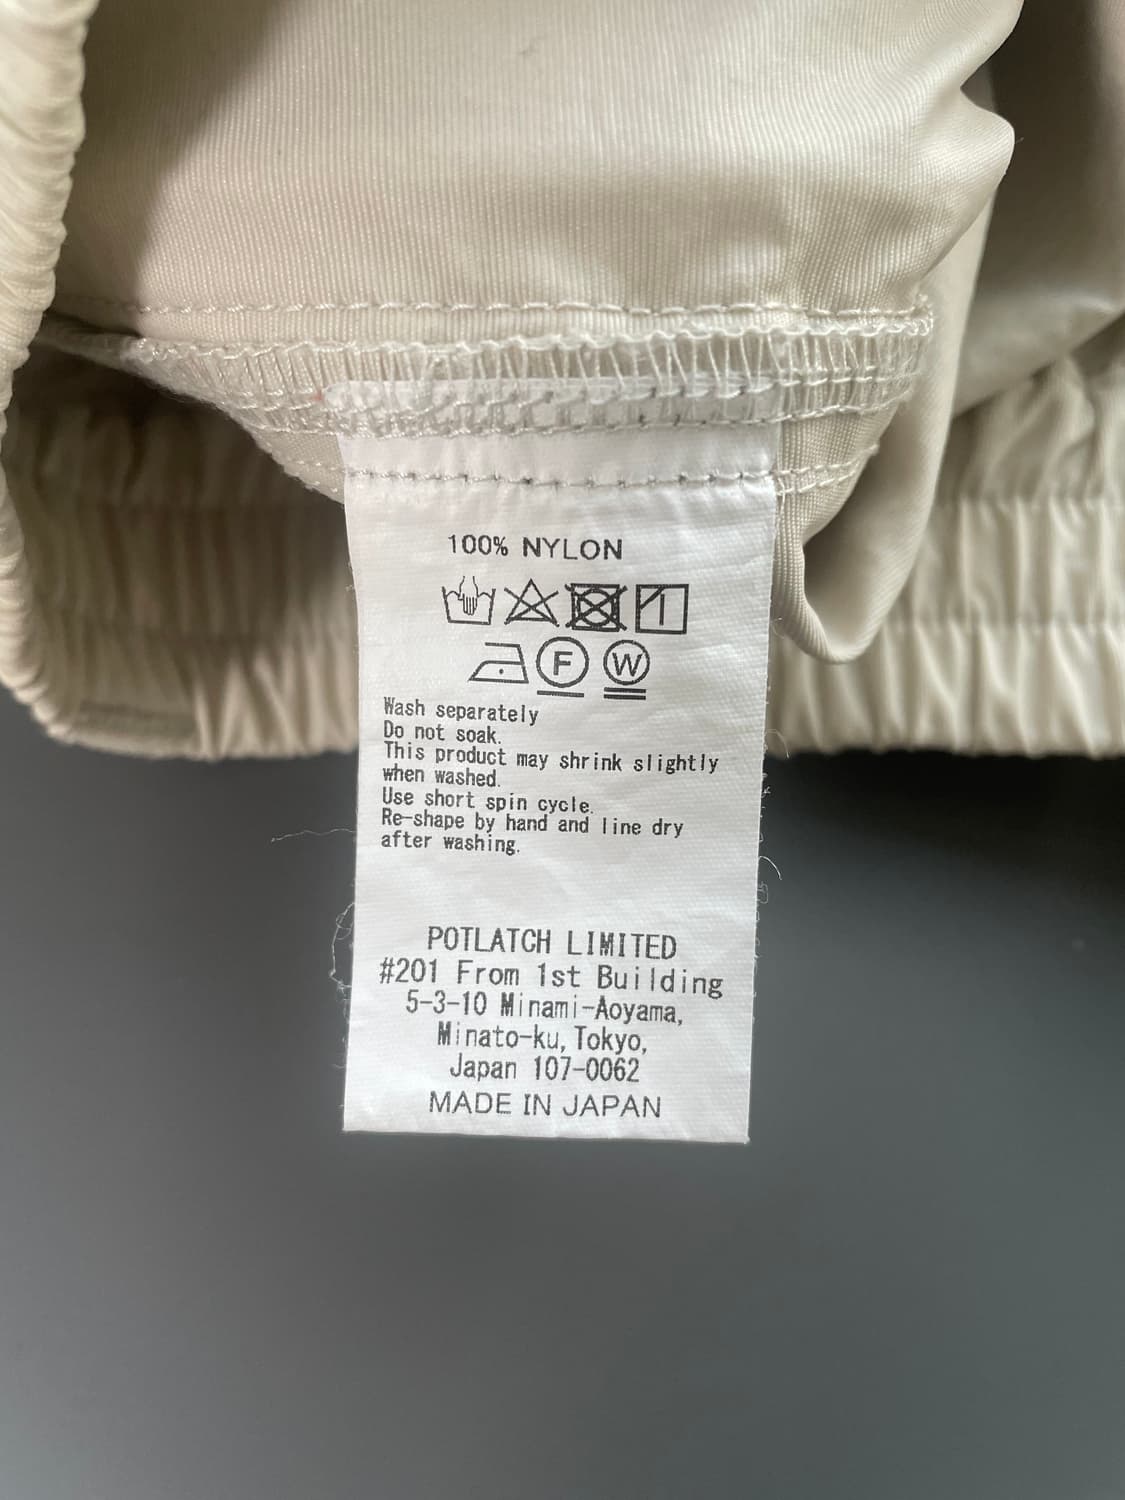 100% NYLON
F W
Wash separately
Do not soak.
This product may shrink slightly
when washed.
Use short spin cycle.
Re-shape by hand and line dry
after washing.
POTLATCH LIMITED
#201 From 1st Building
5-3-10 Minami-Aoyama,
Minato-ku, Tokyo,
Japan 107-0062
MADE IN JAPAN